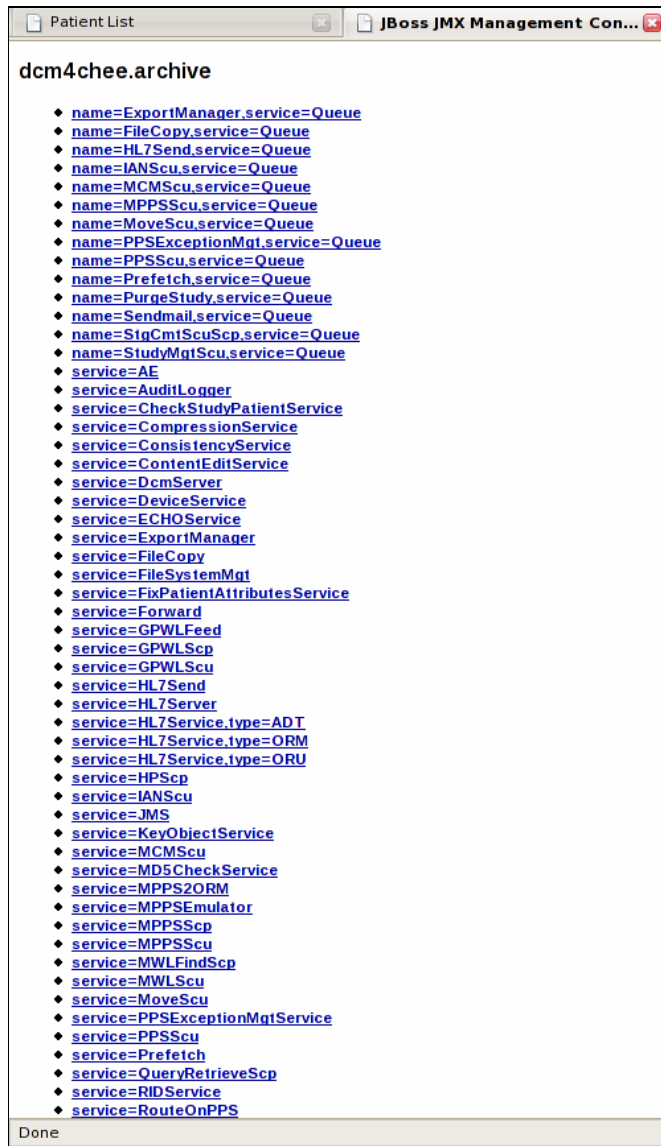 Patient List
JBoss JMX Management Con...
dcm4chee.archive
name=ExportManager,service=Queue
name=FileCopy,service=Queue
name=HL7Send,service=Queue
name=IANScu,service=Queue
name=MCMScu,service=Queue
name=MPPSScu,service=Queue
name=MoveScu,service=Queue
name=PPSExceptionMgt,service=Queue
name=PPSScu,service=Queue
name=Prefetch,service=Queue
name=PurgeStudy,service=Queue
name=Sendmail,service=Queue
name=StgCmtScuScp,service=Queue
name=StudyMgtScu,service=Queue
service=AE
service=AuditLogger
service=CheckStudyPatientService
service=CompressionService
service=ConsistencyService
service=ContentEditService
service=DcmServer
service=DeviceService
service=ECHOService
service=ExportManager
service=FileCopy
service=FileSystemMgt
service=FixPatientAttributesService
service=Forward
service=GPWLFeed
service=GPWLScp
service=GPWLScu
service=HL7Send
service=HL7Server
service=HL7Service,type=ADT
service=HL7Service,type=ORM
service=HL7Service,type=ORU
service=HPScp
service=IANScu
service=JMS
service=KeyObjectService
service=MCMScu
service=MD5CheckService
service=MPPS2ORM
service=MPPSEmulator
service=MPPSScp
service=MPPSScu
service=MWLFindScp
service=MWLScu
service=MoveScu
service=PPSExceptionMgtService
service=PPSScu
service=Prefetch
service=QueryRetrieveScp
service=RIDService
service=RouteOnPPS
Done